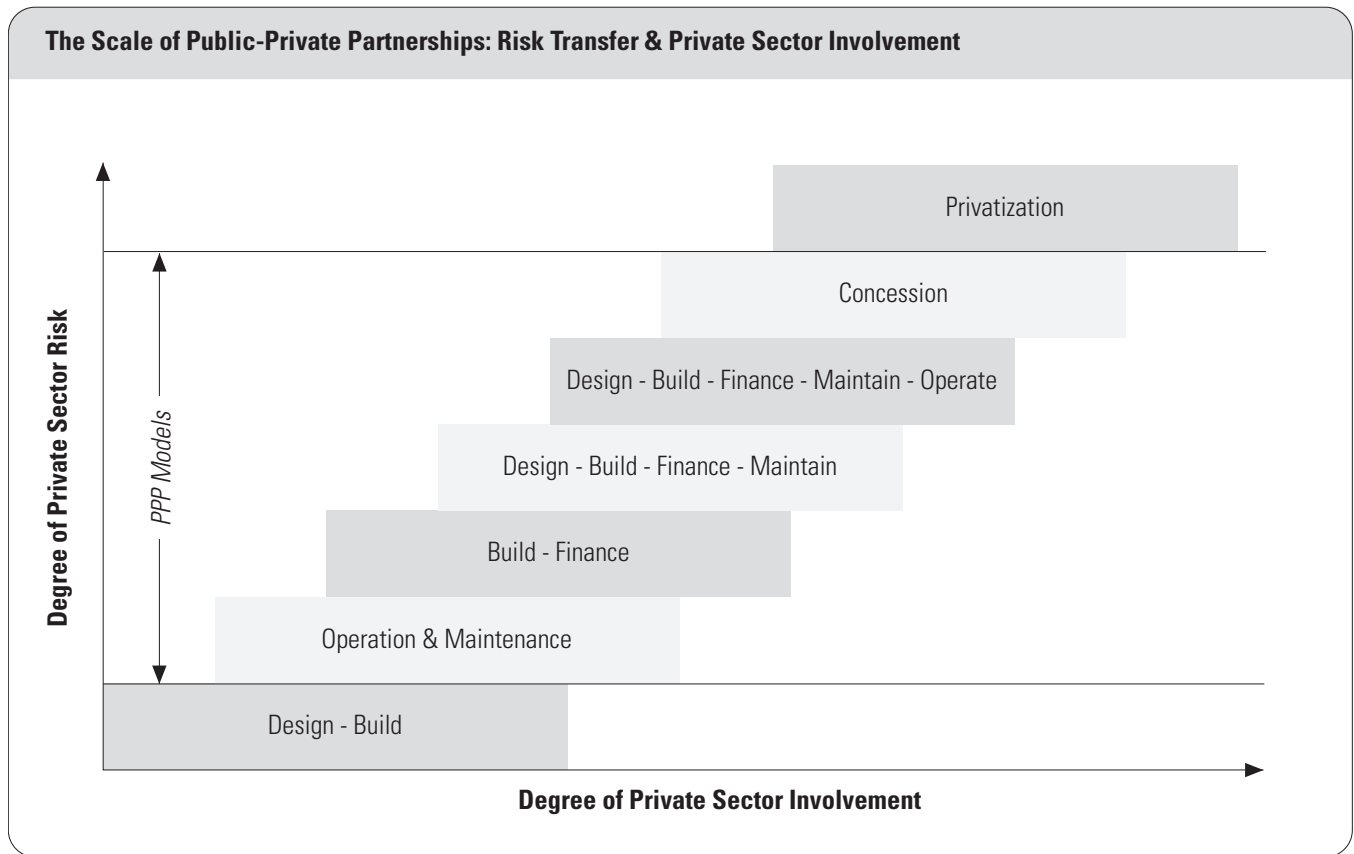 The Scale of Public-Private Partnerships: Risk Transfer & Private Sector Involvement
Privatization
Concession
Design - Build - Finance - Maintain - Operate
Design - Build - Finance - Maintain
Build - Finance
Operation & Maintenance
Design - Build
PPP Models
Degree of Private Sector Risk
Degree of Private Sector Involvement